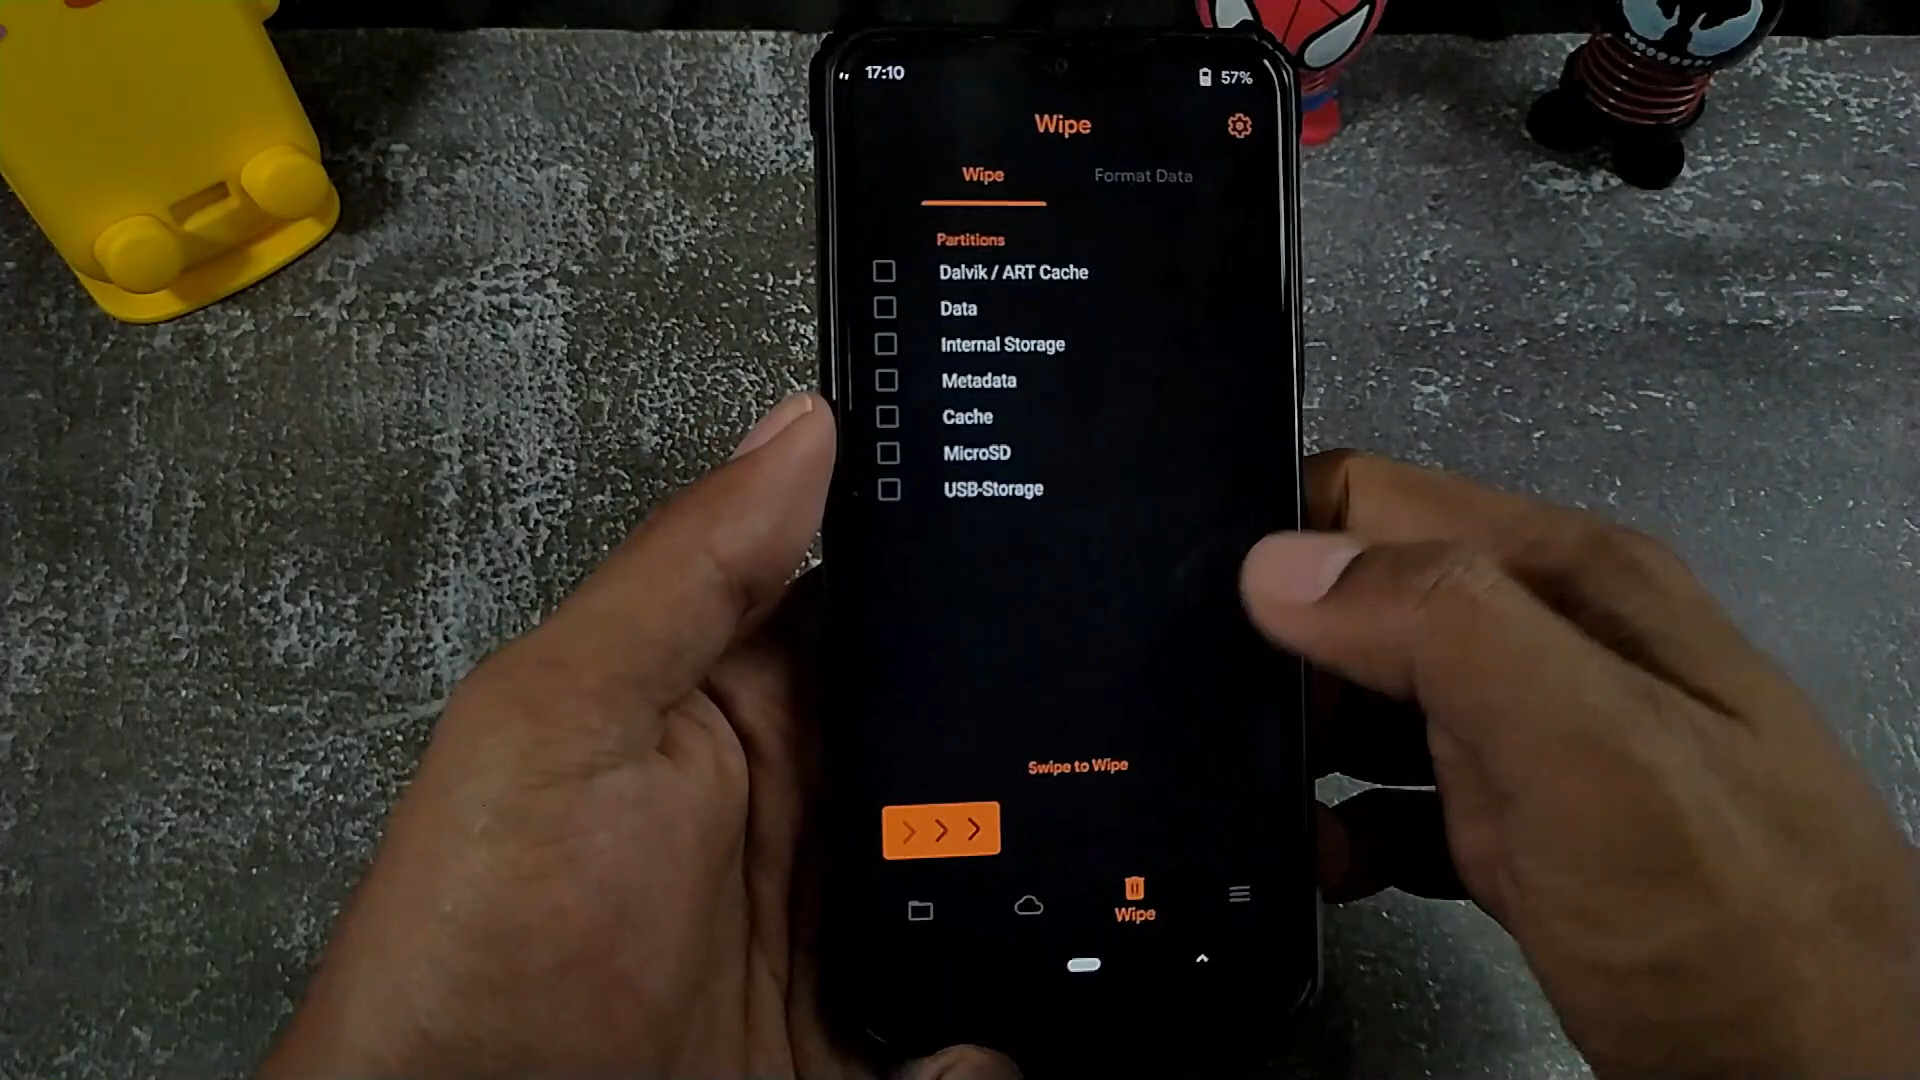 17:10
57%
Wipe
Wipe
Format Data
Partitions
Dalvik / ART Cache
Data
Internal Storage
Metadata
Cache
MicroSD
USB-Storage
Swipe to Wipe
Wipe